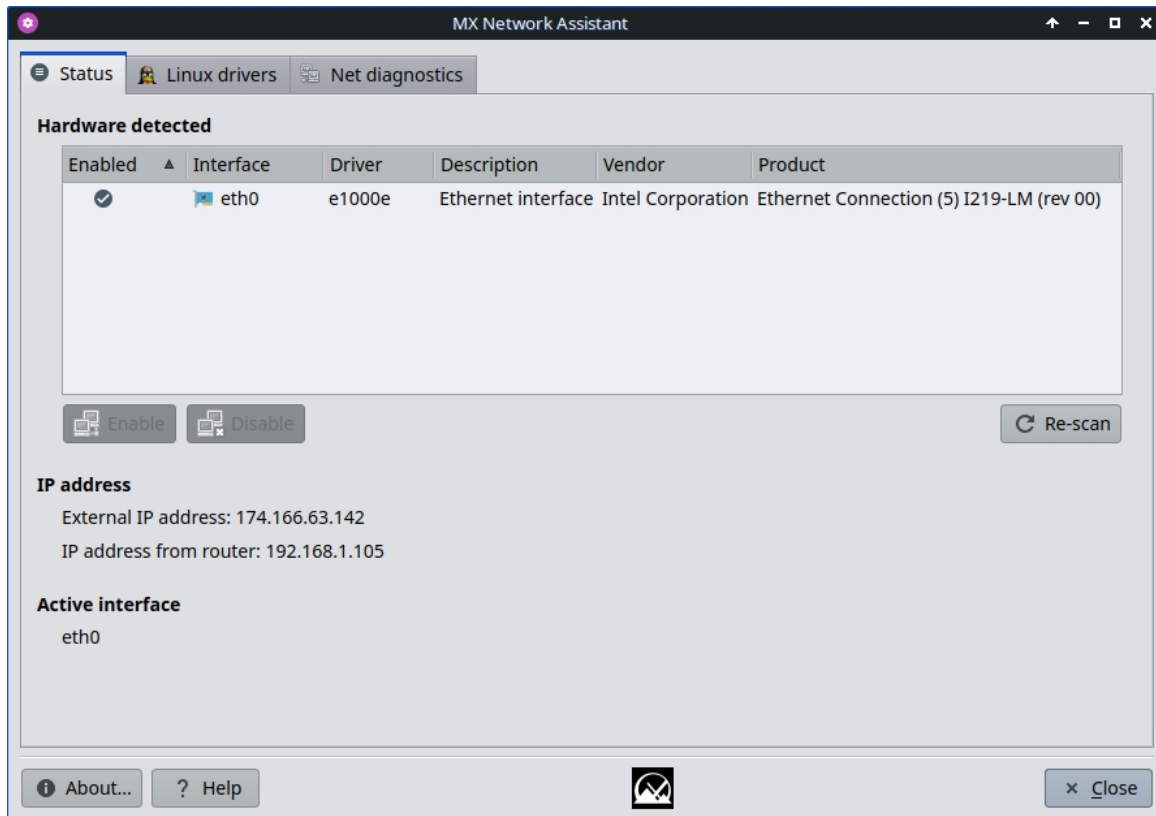 MX Network Assistant
Status Linux drivers Net diagnostics
Hardware detected
Enabled Interface Driver Description Vendor Product
eth0 e1000e Ethernet interface Intel Corporation Ethernet Connection (5) I219-LM (rev 00)
Enable Disable Re-scan
IP address
External IP address: 174.166.63.142
IP address from router: 192.168.1.105
Active interface
eth0
About... ? Help Close